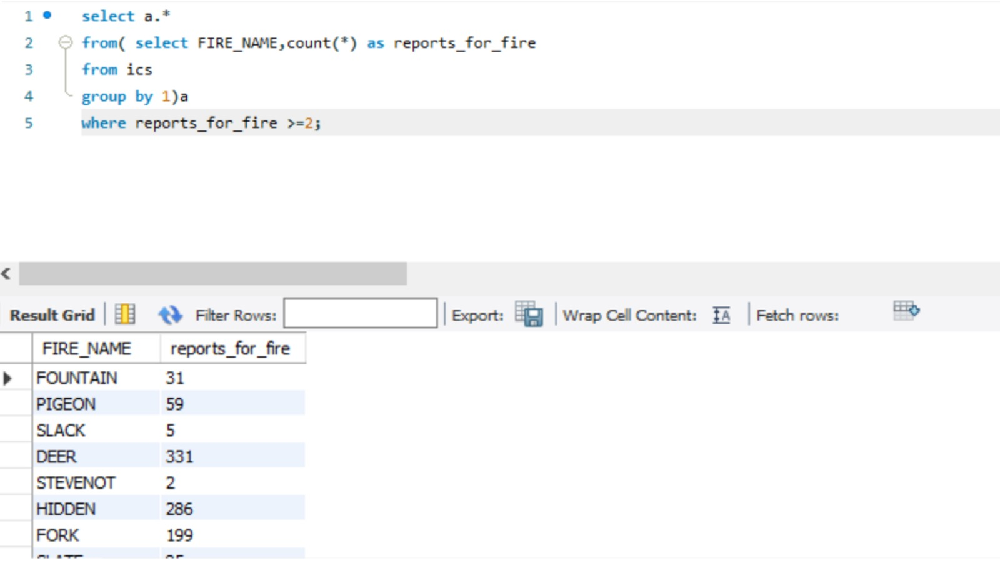 1 select a.*
2 from( select FIRE_NAME,count(*) as reports_for_fire
3 from ics
4 group by 1)a
5 where reports_for_fire >=2;
Result Grid Filter Rows: Export: Wrap Cell Content: Fetch rows:
FIRE_NAME reports_for_fire
FOUNTAIN 31
PIGEON 59
SLACK 5
DEER 331
STEVENOT 2
HIDDEN 286
FORK 199